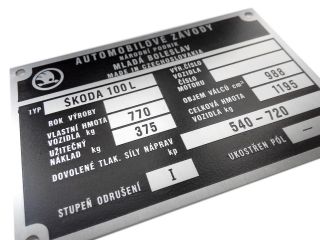 AUTOMOBILOVÉ ZÁVODY
NÁRODNÍ PODNIK
MLADÁ BOLESLAV
MADE IN CZECHOSLOVAKIA
TYP ŠKODA 100L
VÝR. ČÍSLO
VOZIDLA
ČÍSLO
MOTORU
ROK VÝROBY
OBJEM VÁLCŮ cm³ 988
VLASTNÍ HMOTA
VOZIDLA kg 770
CELKOVÁ HMOTA
VOZIDLA kg 1195
UŽITEČNÝ
NÁKLAD kg 375
DOVOLENÉ TLAK. SÍLY NÁPRAV kp 540-720
STUPEŇ ODRUŠENÍ I
UKOSTŘEN PÓL —